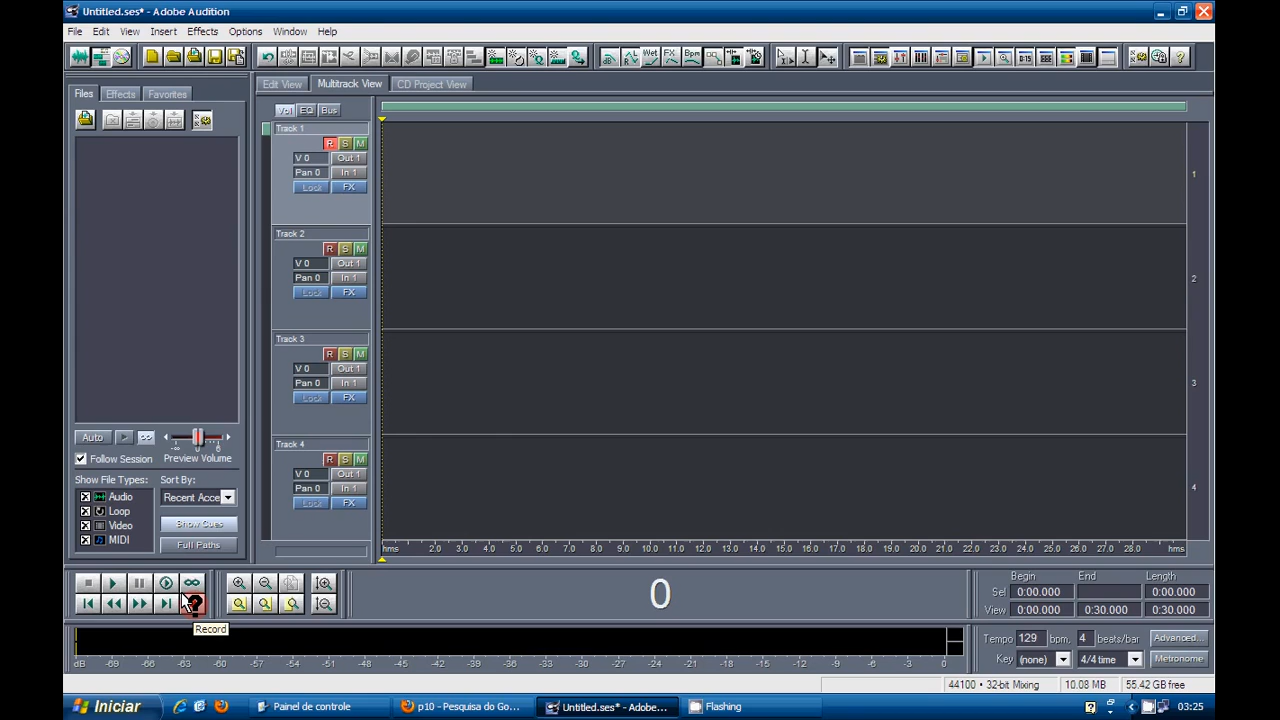 Untitled.ses* - Adobe Audition
File Edit View Insert Effects Options Window Help
Wet FX Bpm 0:15
Files Effects Favorites
Edit View Multitrack View CD Project View
Vol EQ Bus
Track 1
R S M
V 0 Out 1
Pan 0 In 1
Lock FX
1
Track 2
R S M
V 0 Out 1
Pan 0 In 1
Lock FX
2
Track 3
R S M
V 0 Out 1
Pan 0 In 1
Lock FX
3
Track 4
R S M
V 0 Out 1
Pan 0 In 1
Lock FX
4
Auto
-∞ 0 6
Follow Session Preview Volume
Show File Types: Sort By:
Audio Recent Acce
Loop
Video Show Cues
MIDI Full Paths
hms 2.0 3.0 4.0 5.0 6.0 7.0 8.0 9.0 10.0 11.0 12.0 13.0 14.0 15.0 16.0 17.0 18.0 19.0 20.0 21.0 22.0 23.0 24.0 25.0 26.0 27.0 28.0 hms
0
Begin End Length
Sel 0:00.000 0:00.000
View 0:00.000 0:30.000 0:30.000
Record
dB -69 -66 -63 -60 -57 -54 -51 -48 -45 -42 -39 -36 -33 -30 -27 -24 -21 -18 -15 -12 -9 -6 -3 0
Tempo 129 bpm, 4 beats/bar Advanced...
Key (none) 4/4 time Metronome
44100 • 32-bit Mixing 10.08 MB 55.42 GB free
Iniciar Painel de controle p10 - Pesquisa do Go... Untitled.ses* - Adobe... Flashing 03:25